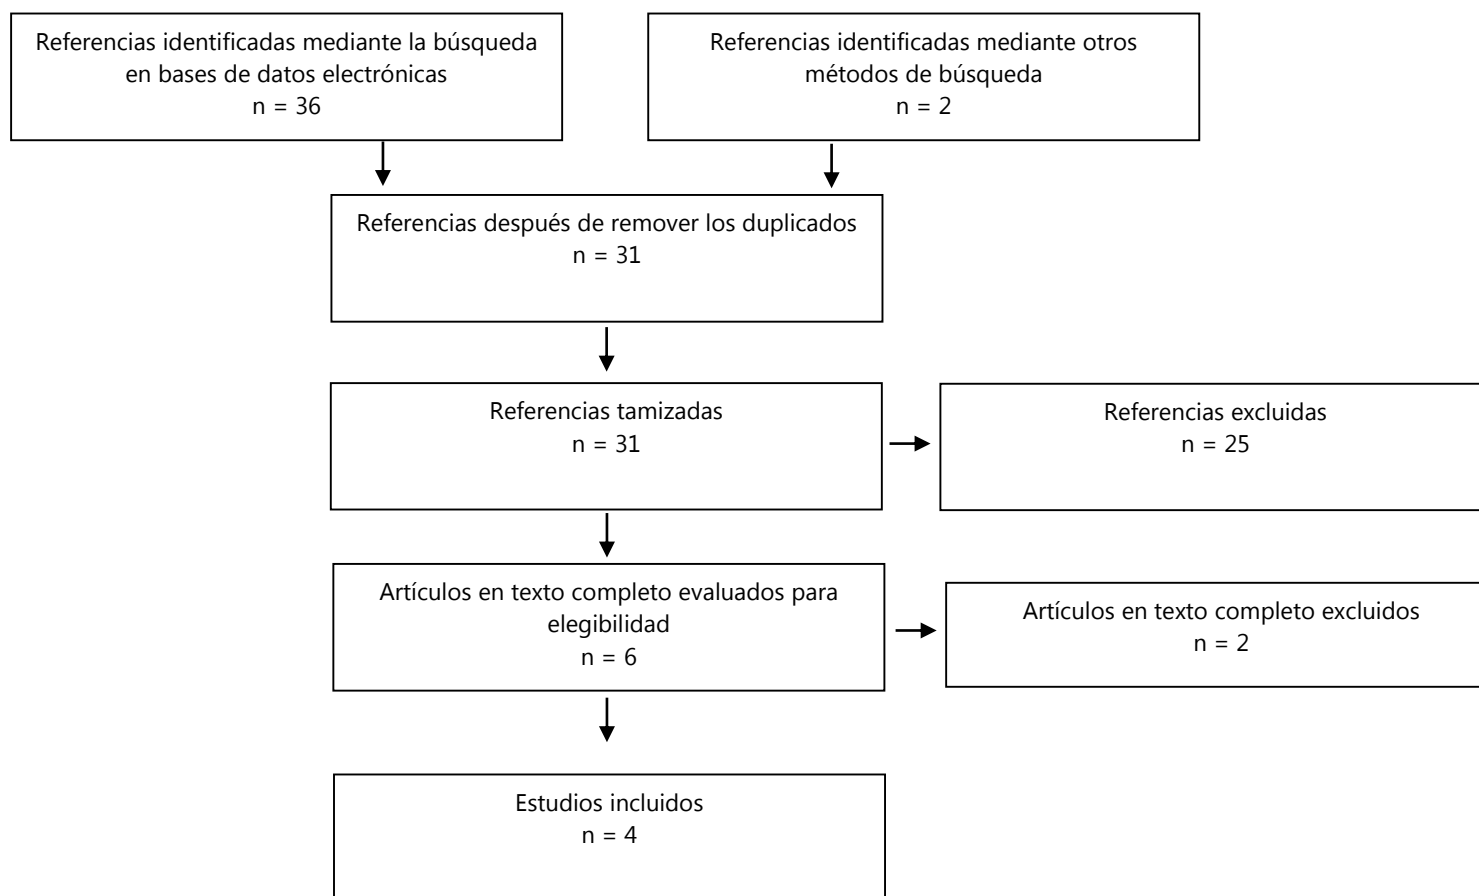 Referencias identificadas mediante la búsqueda
en bases de datos electrónicas
n = 36
Referencias identificadas mediante otros
métodos de búsqueda
n = 2
Referencias después de remover los duplicados
n = 31
Referencias tamizadas
n = 31
Referencias excluidas
n = 25
Artículos en texto completo evaluados para
elegibilidad
n = 6
Artículos en texto completo excluidos
n = 2
Estudios incluidos
n = 4